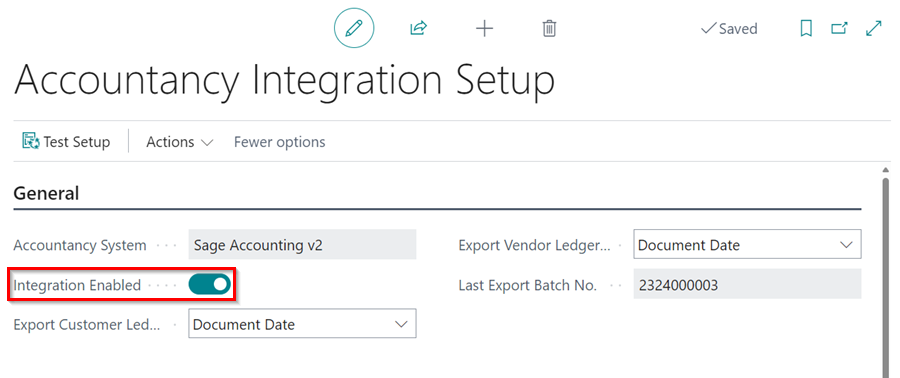 Saved
Accountancy Integration Setup
Test Setup Actions Fewer options
General
Accountancy System Sage Accounting v2
Export Vendor Ledger... Document Date
Integration Enabled
Last Export Batch No. 2324000003
Export Customer Led... Document Date